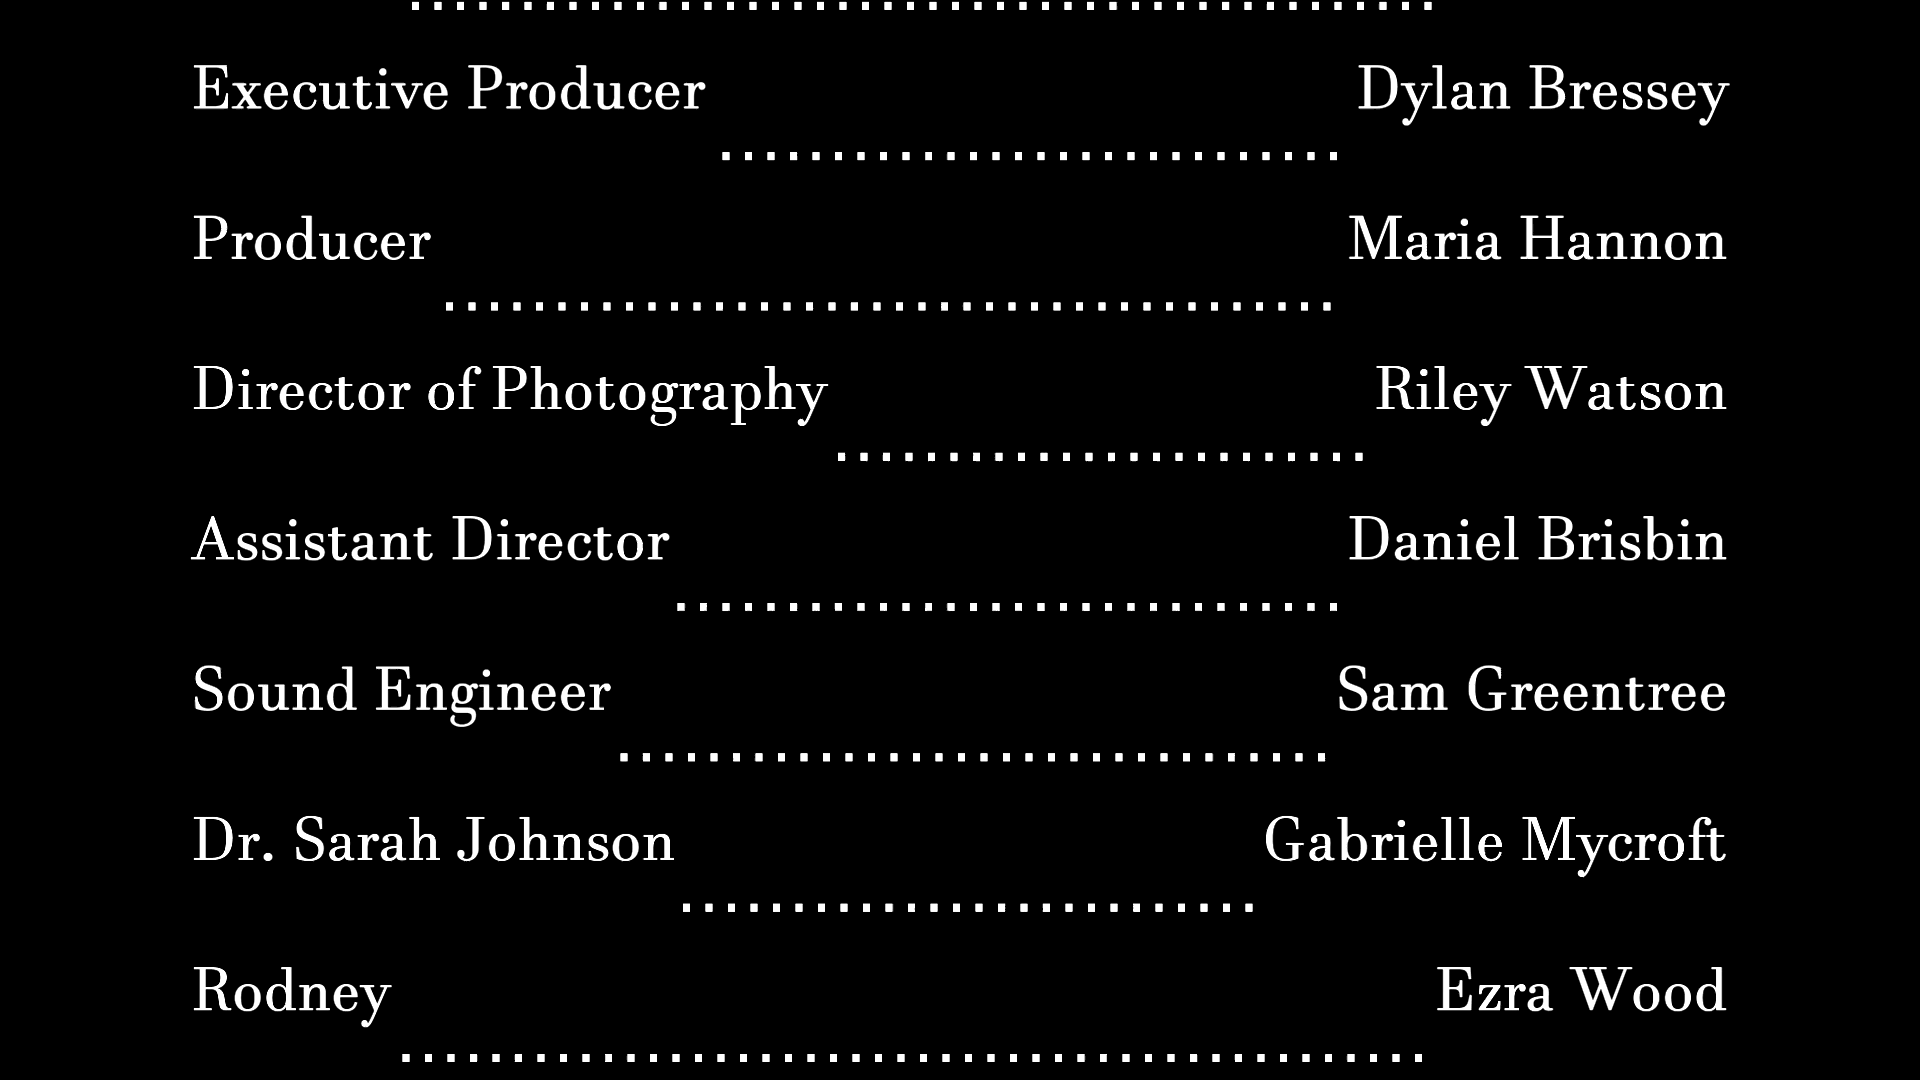 Executive Producer Dylan Bressey
Producer Maria Hannon
Director of Photography Riley Watson
Assistant Director Daniel Brisbin
Sound Engineer Sam Greentree
Dr. Sarah Johnson Gabrielle Mycroft
Rodney Ezra Wood